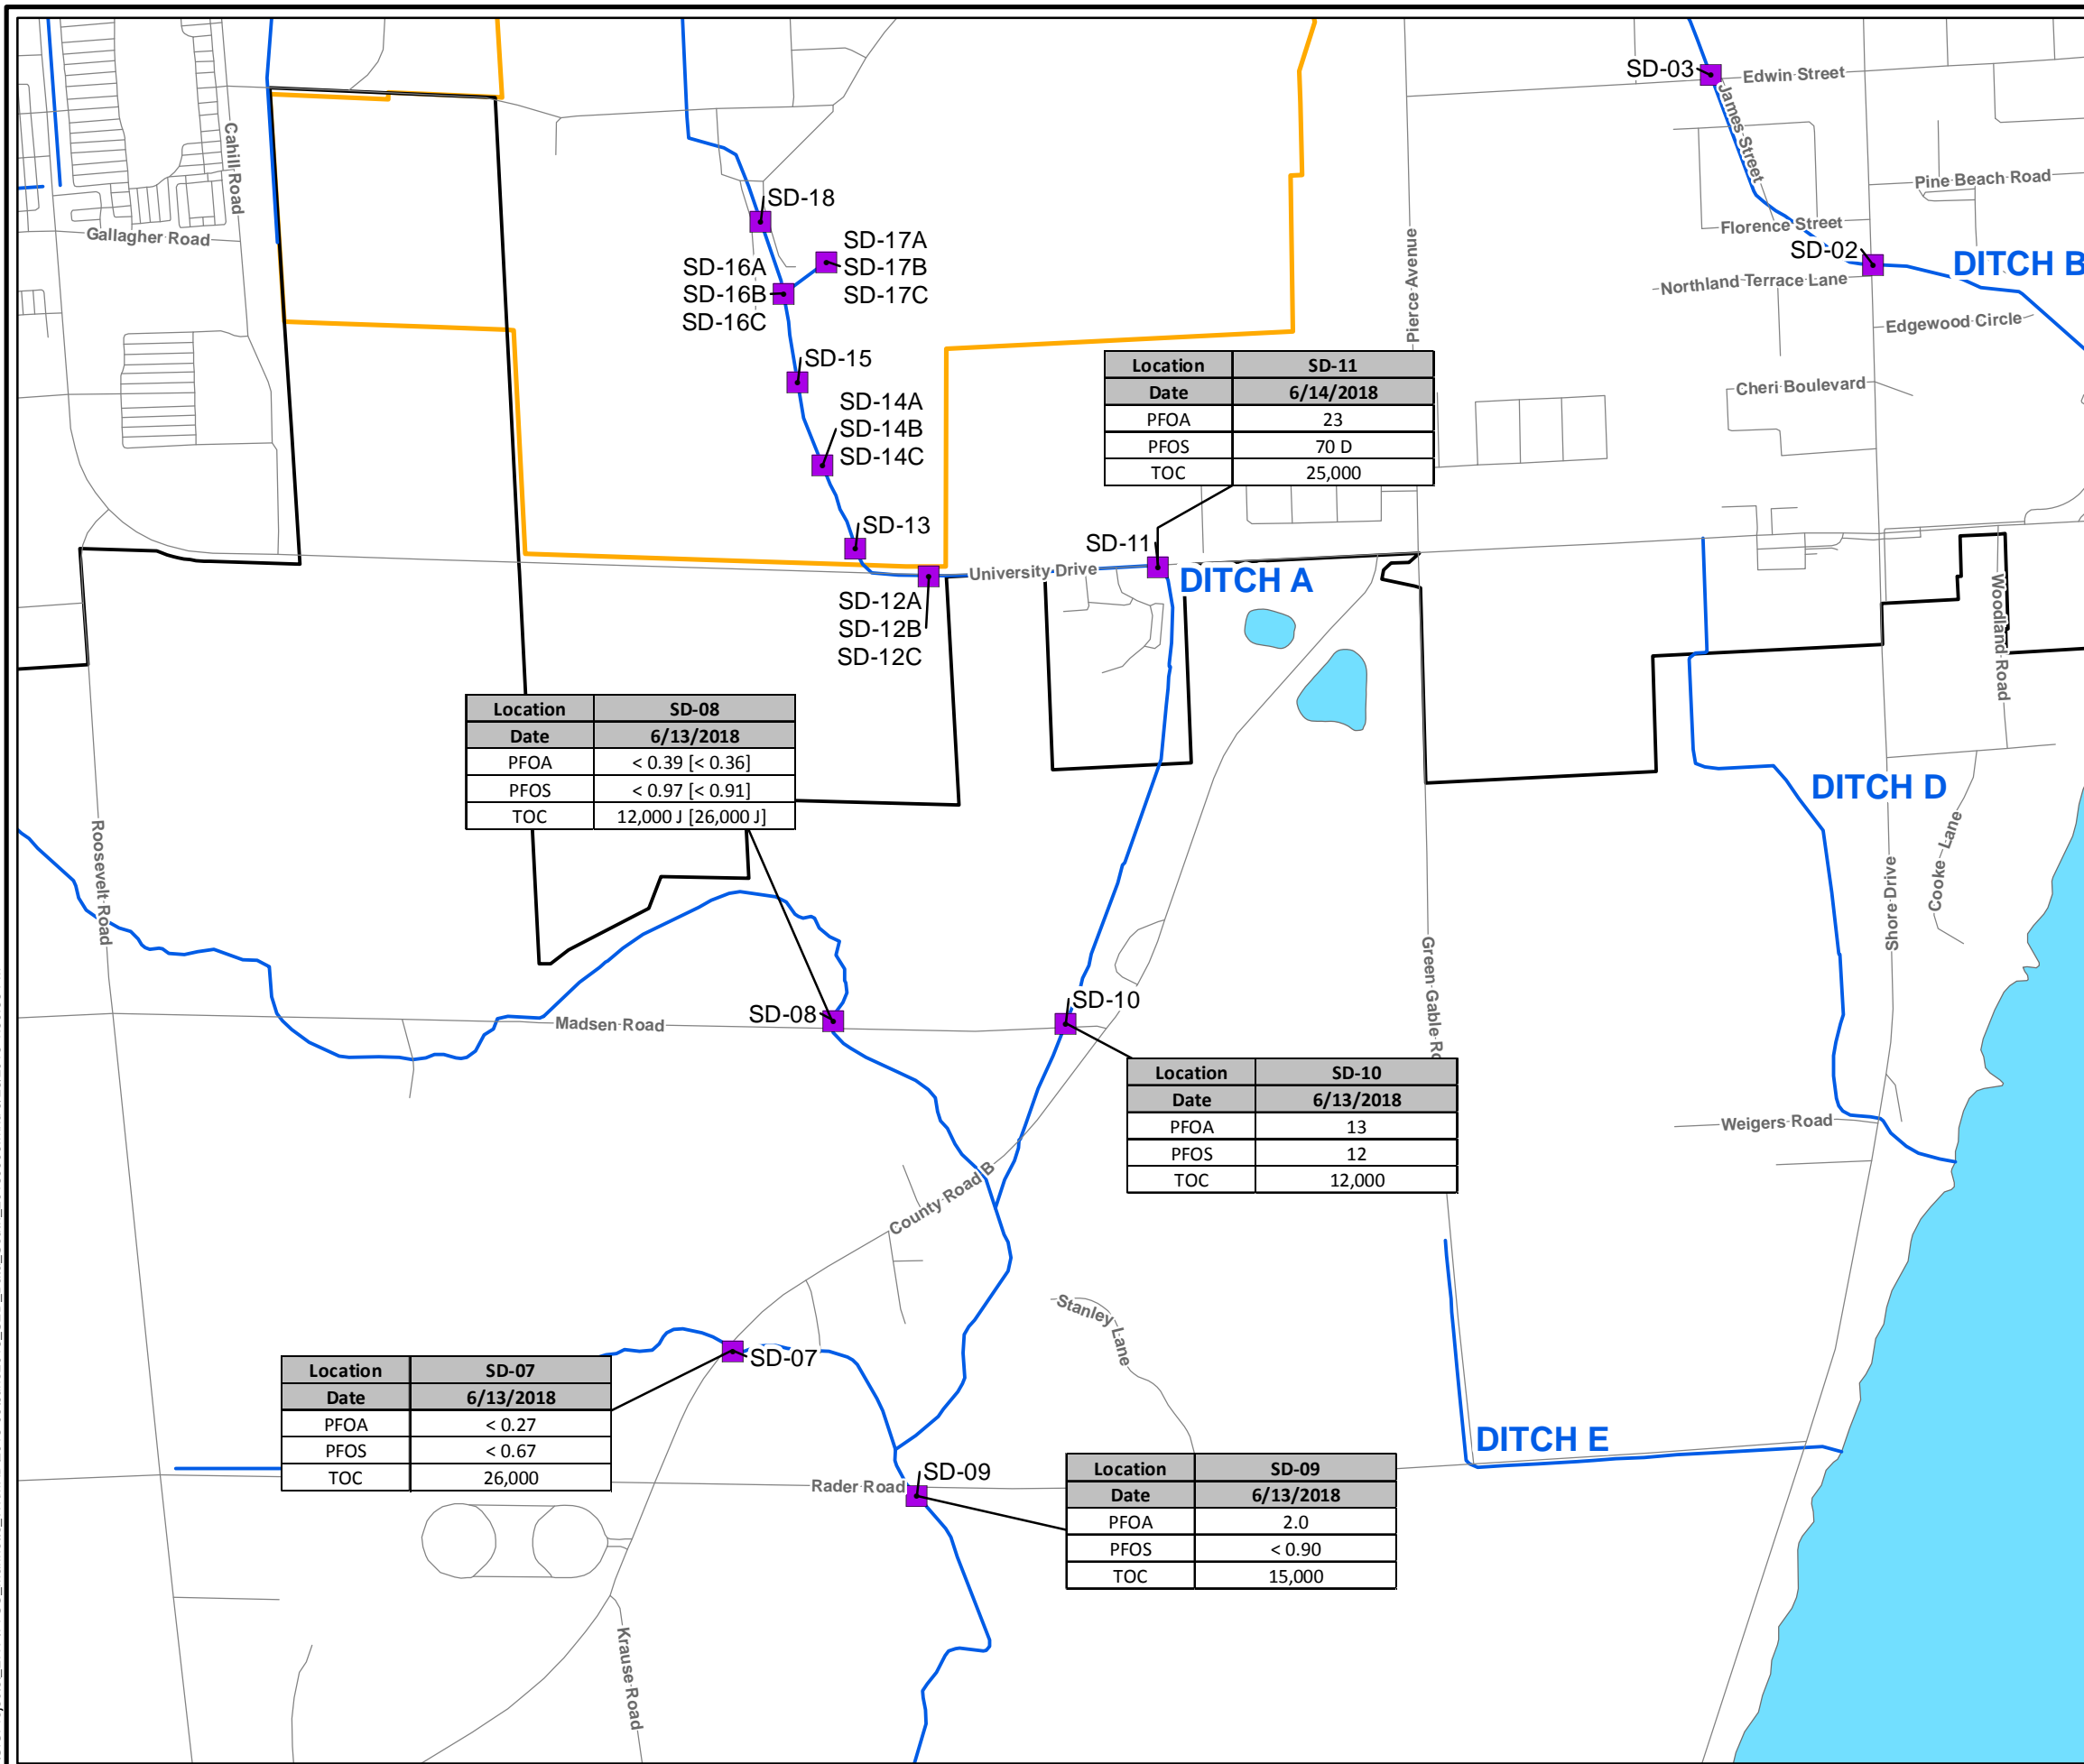 SD-03
Edwin Street
James Street
Cahill Road
Pine Beach Road
SD-18
Gallagher Road
Florence Street
SD-17A
SD-17B
SD-17C
SD-16A
SD-16B
SD-16C
SD-02
DITCH B
Northland Terrace Lane
Pierce Avenue
Edgewood Circle
SD-15
Cheri Boulevard
Location SD-11
Date 6/14/2018
PFOA 23
PFOS 70 D
TOC 25,000
SD-14A
SD-14B
SD-14C
SD-13
SD-11
University Drive
DITCH A
SD-12A
SD-12B
SD-12C
Woodland Road
Location SD-08
Date 6/13/2018
PFOA < 0.39 [< 0.36]
PFOS < 0.97 [< 0.91]
TOC 12,000 J [26,000 J]
DITCH D
Roosevelt Road
Shore Drive
Cooke Lane
Green Gable Ro
SD-10
SD-08
Madsen Road
Location SD-10
Date 6/13/2018
PFOA 13
PFOS 12
TOC 12,000
Weigers Road
County Road B
Stanley Lane
SD-07
Location SD-07
Date 6/13/2018
PFOA < 0.27
PFOS < 0.67
TOC 26,000
DITCH E
SD-09
Rader Road
Location SD-09
Date 6/13/2018
PFOA 2.0
PFOS < 0.90
TOC 15,000
Krause Road